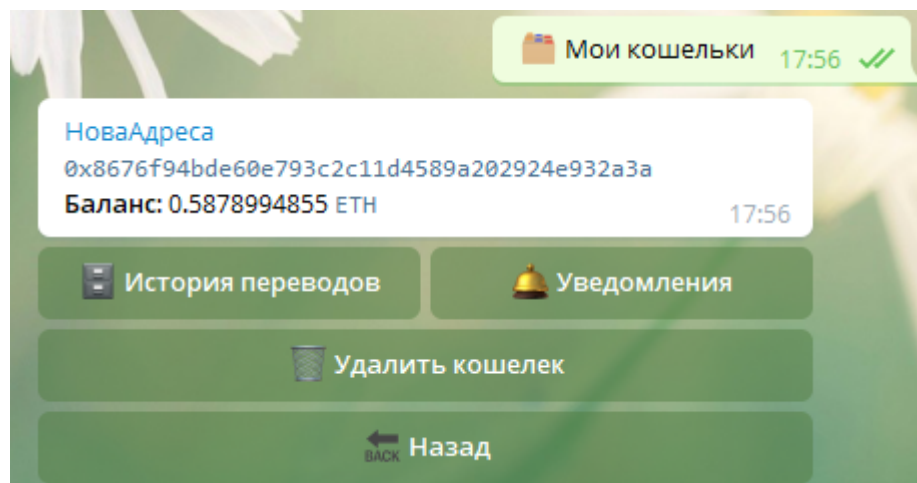 Мои кошельки 17:56
НоваАдреса
0x8676f94bde60e793c2c11d4589a202924e932a3a
Баланс: 0.5878994855 ETH
17:56
История переводов
Уведомления
Удалить кошелек
BACK Назад